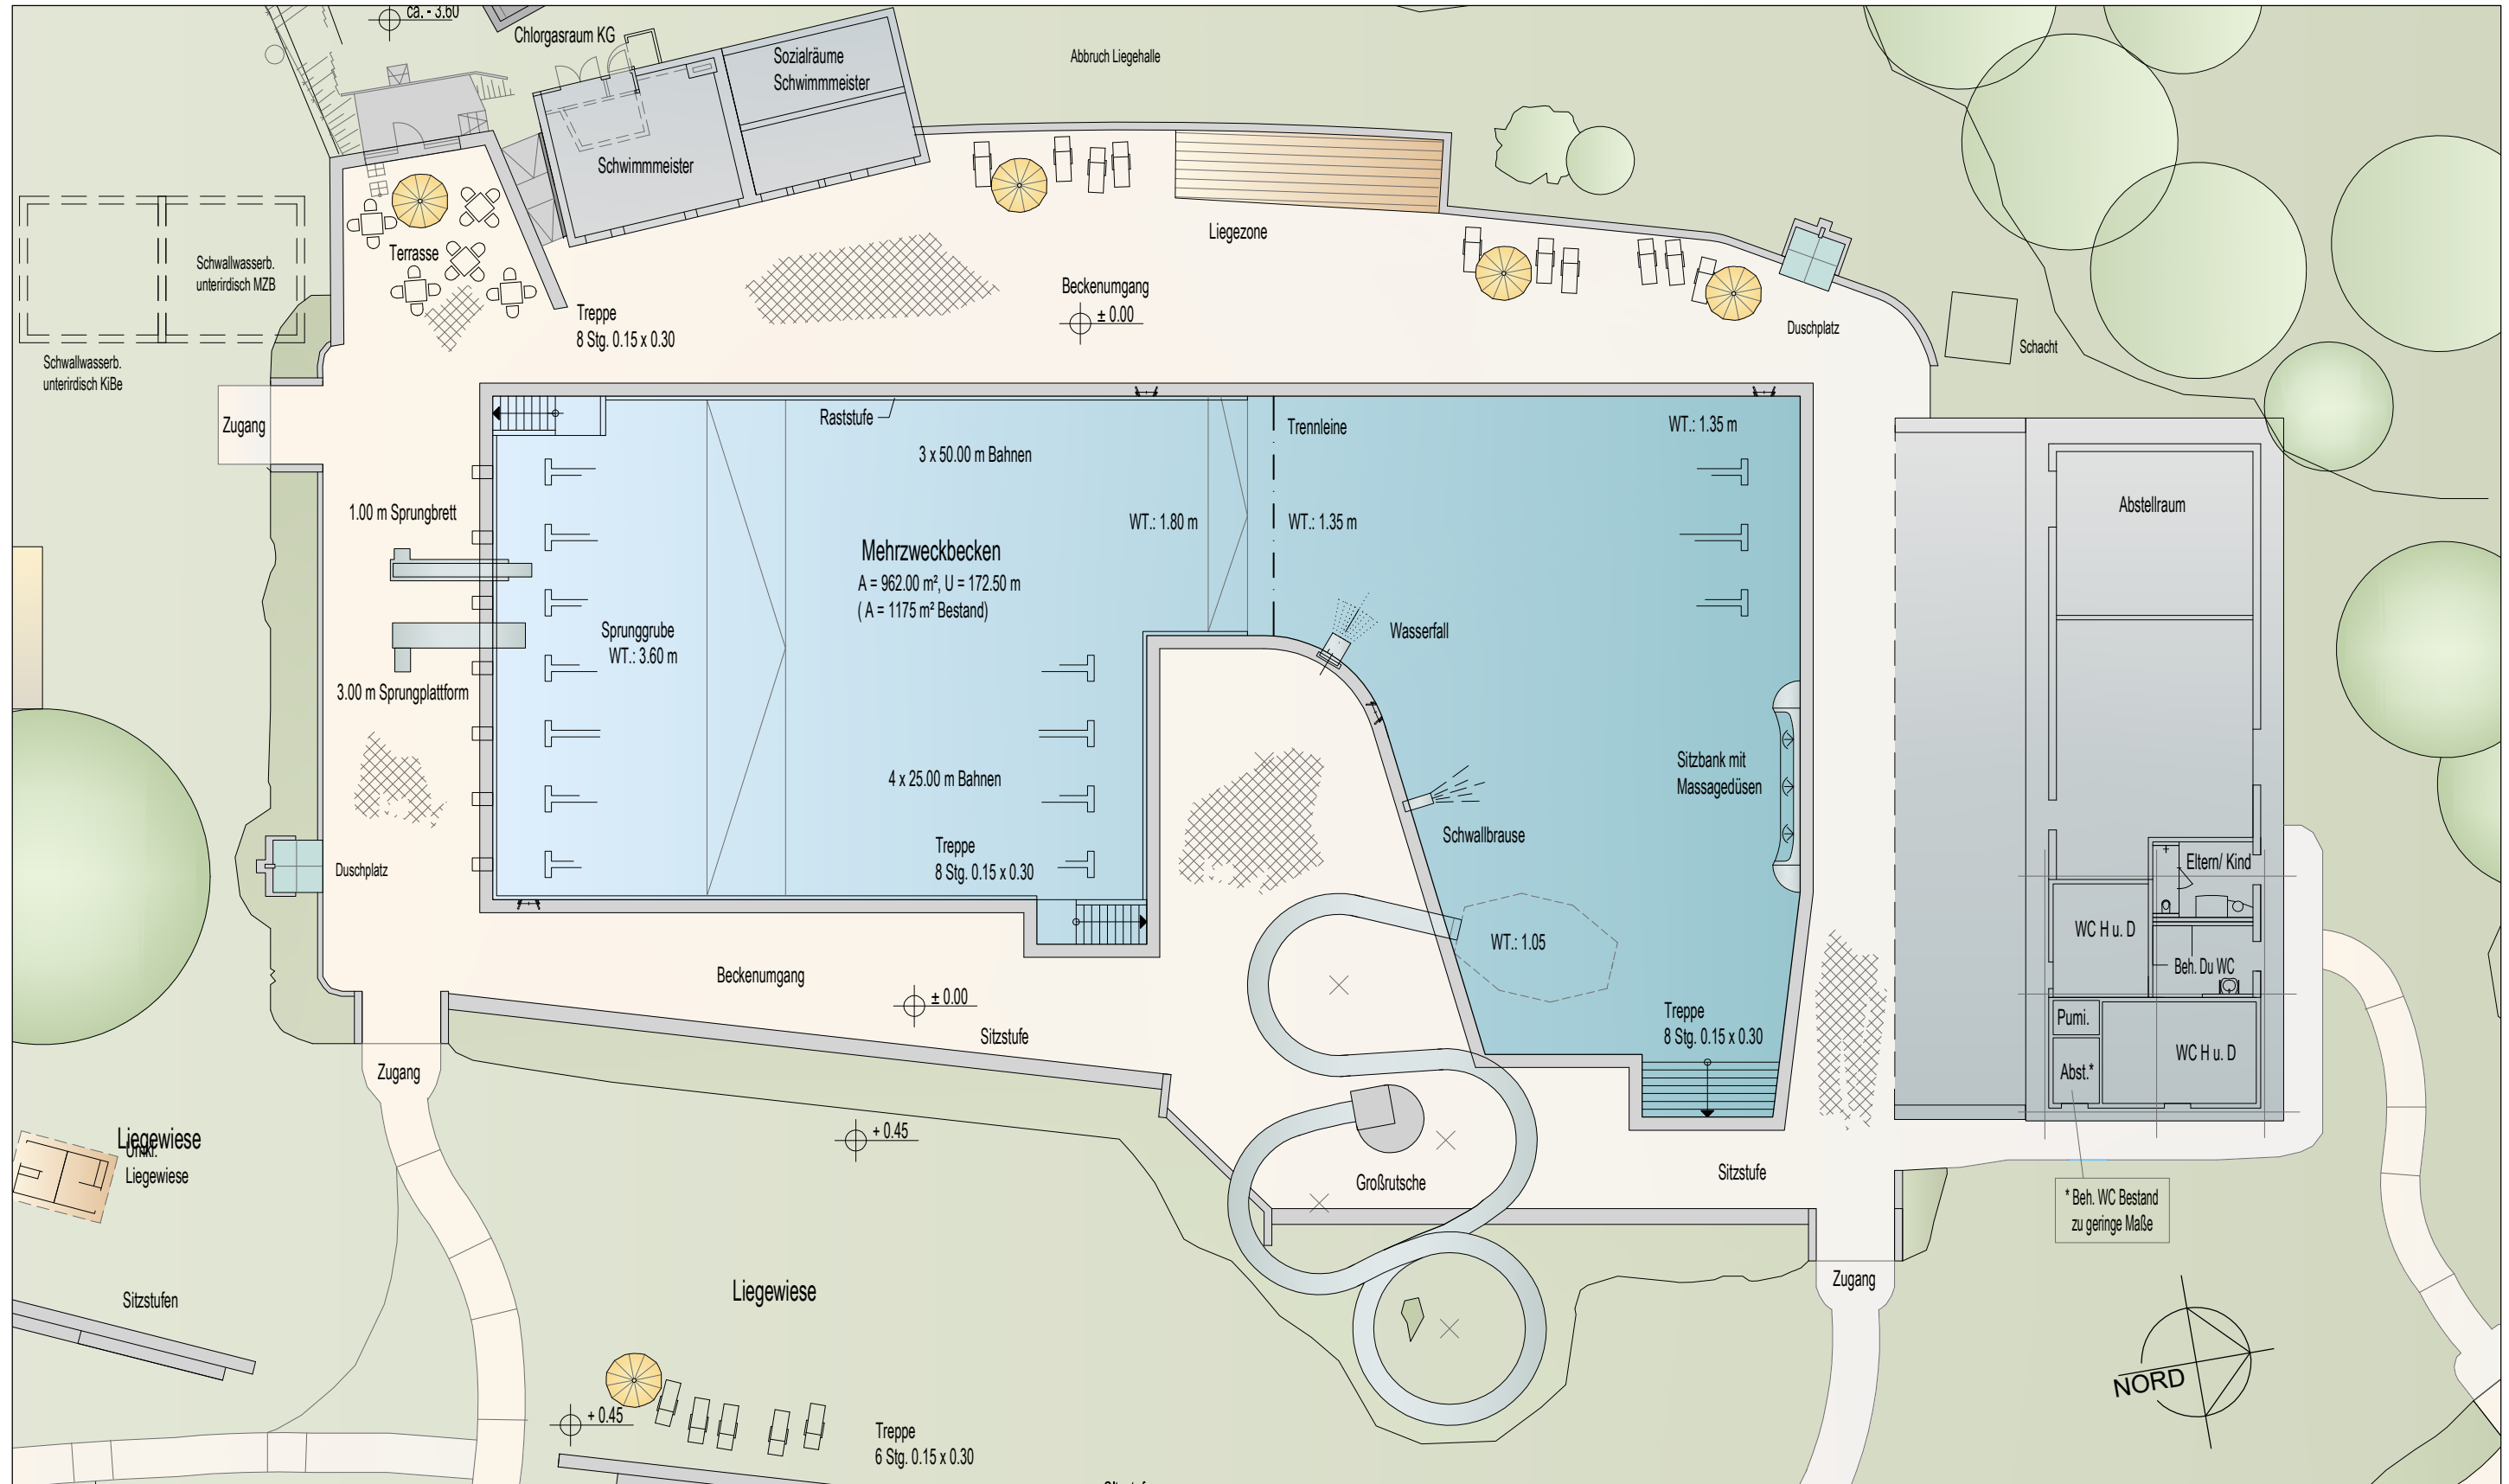 ca. - 3.60
Chlorgasraum KG
Sozialräume
Schwimmmeister
Abbruch Liegehalle
Schwimmmeister
Terrasse
Schwallwasserb.
unterirdisch MZB
Schwallwasserb.
unterirdisch KiBe
Liegezone
Beckenumgang
± 0.00
Treppe
8 Stg. 0.15 x 0.30
Duschplatz
Schacht
Zugang
Raststufe
Trennleine
WT.: 1.35 m
3 x 50.00 m Bahnen
1.00 m Sprungbrett
WT.: 1.80 m
WT.: 1.35 m
Abstellraum
Mehrzweckbecken
A = 962.00 m², U = 172.50 m
( A = 1175 m² Bestand)
Sprunggrube
WT.: 3.60 m
Wasserfall
3.00 m Sprungplattform
4 x 25.00 m Bahnen
Sitzbank mit
Massagedüsen
Schwallbrause
Treppe
8 Stg. 0.15 x 0.30
Duschplatz
Eltern/ Kind
WC H u. D
Beh. Du WC
WT.: 1.05
Beckenumgang
± 0.00
Sitzstufe
Treppe
8 Stg. 0.15 x 0.30
Pumi.
WC H u. D
Abst.*
Zugang
+ 0.45
Liegewiese
Umkl.
Liegewiese
Großrutsche
Sitzstufe
* Beh. WC Bestand
zu geringe Maße
Zugang
Liegewiese
Sitzstufen
NORD
+ 0.45
Treppe
6 Stg. 0.15 x 0.30